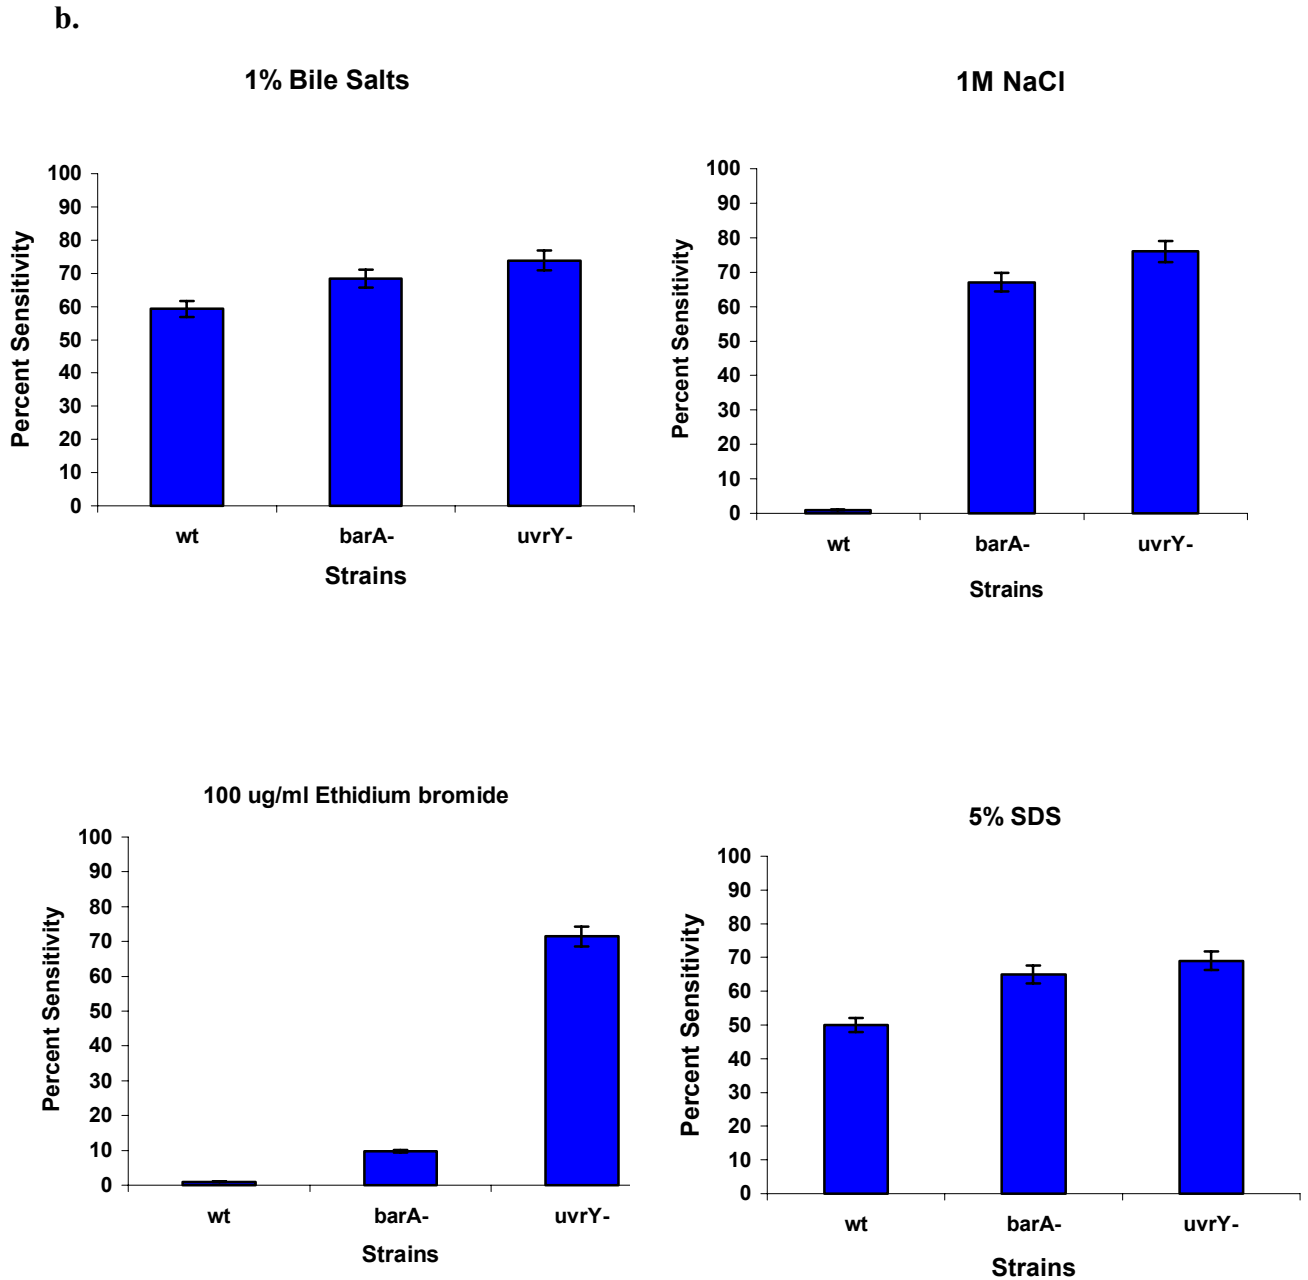 b.
1% Bile Salts
Percent Sensitivity
100
90
80
70
60
50
40
30
20
10
0
wt barA- uvrY-
Strains
1M NaCl
Percent Sensitivity
100
90
80
70
60
50
40
30
20
10
0
wt barA- uvrY-
Strains
100 ug/ml Ethidium bromide
Percent Sensitivity
100
90
80
70
60
50
40
30
20
10
0
wt barA- uvrY-
Strains
5% SDS
Percent Sensitivity
100
90
80
70
60
50
40
30
20
10
0
wt barA- uvrY-
Strains